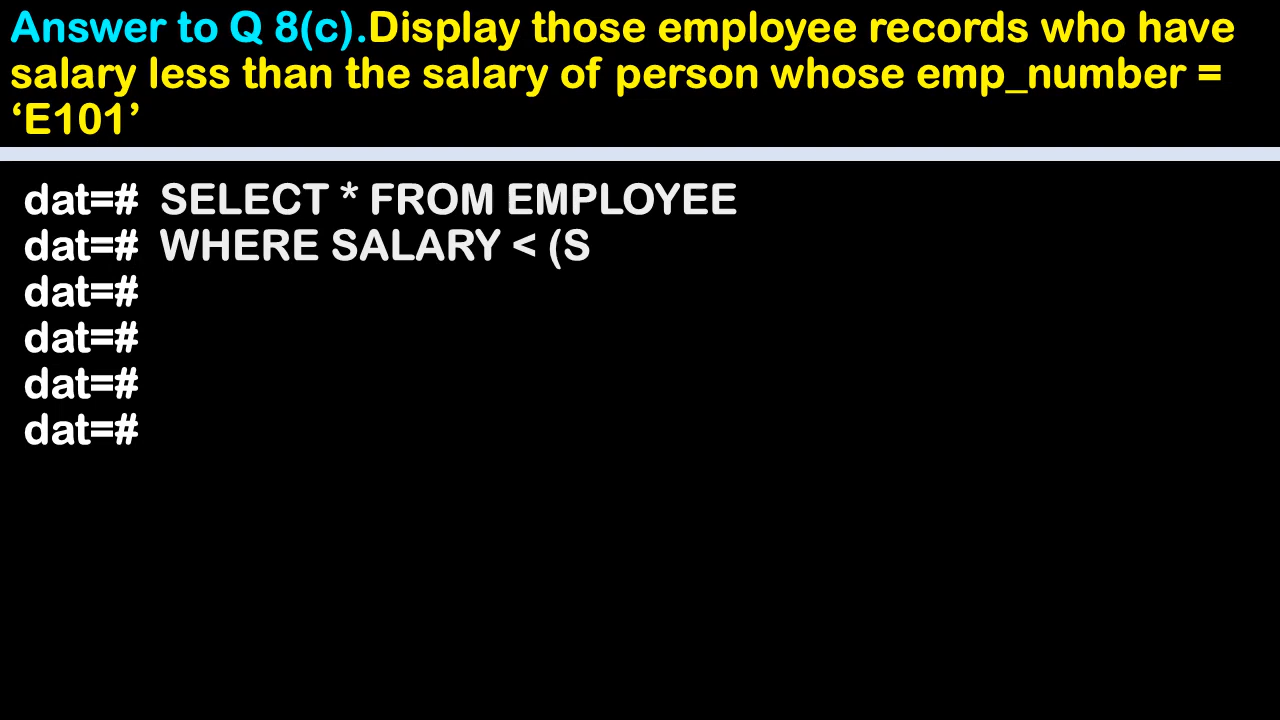 Answer to Q 8(c).Display those employee records who have
salary less than the salary of person whose emp_number =
‘E101’
dat=# SELECT * FROM EMPLOYEE
dat=# WHERE SALARY < (S
dat=#
dat=#
dat=#
dat=#